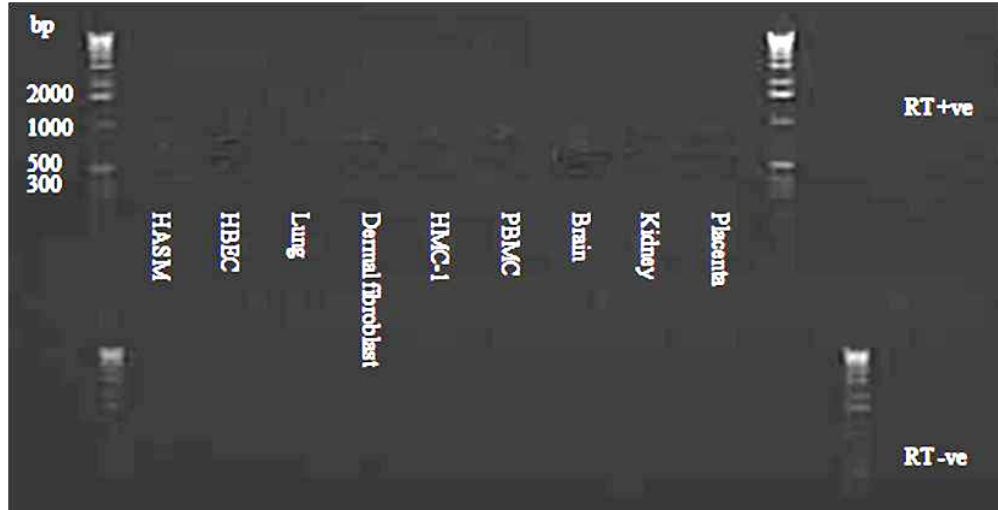 bp
2000
1000
500
300
RT+ve
HASM
HBEC
Lung
Dermal fibroblast
HMC-1
PBMC
Brain
Kidney
Placenta
RT-ve